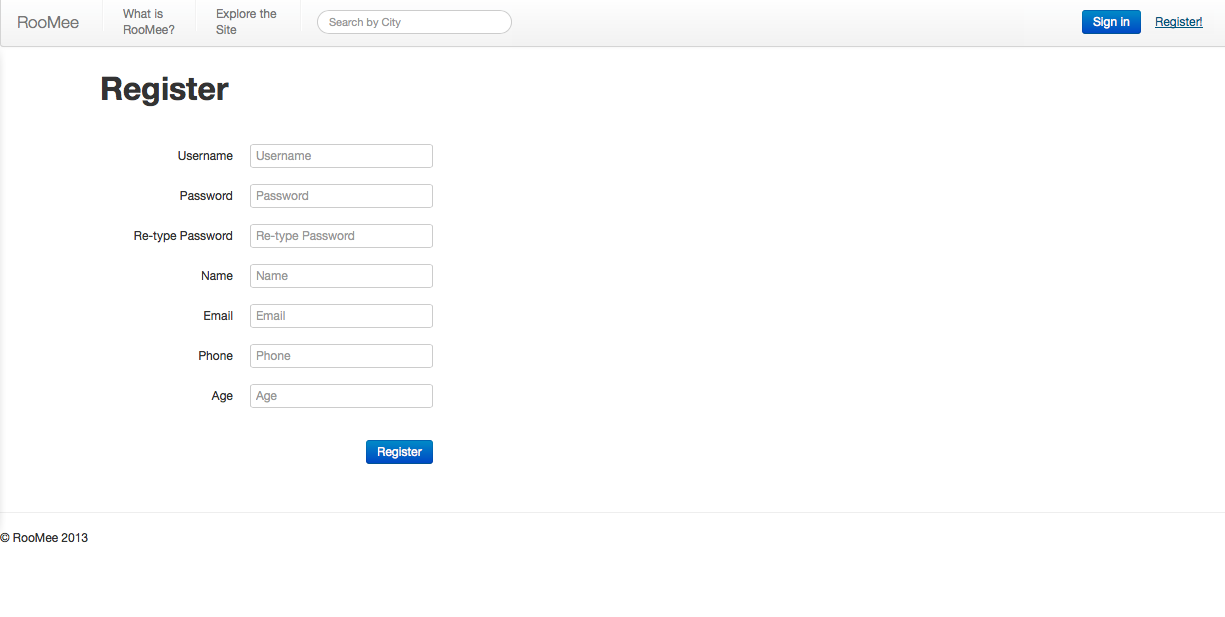 RooMee
What is
RooMee?
Explore the
Site
Search by City
Sign in
Register!
Register
Username
Username
Password
Password
Re-type Password
Re-type Password
Name
Name
Email
Email
Phone
Phone
Age
Age
Register
© RooMee 2013